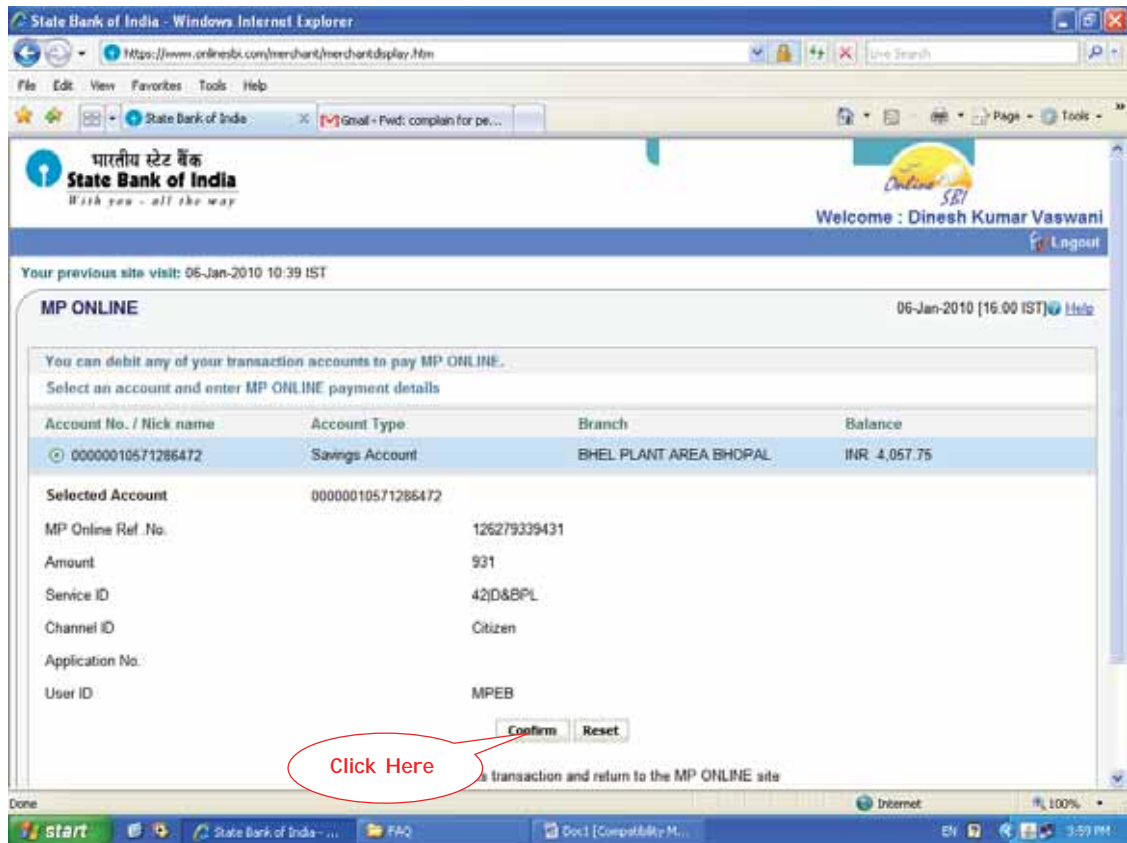 State Bank of India - Windows Internet Explorer
https://www.onlinesbi.com/merchant/merchantdisplay.htm
Live Search
File Edit View Favorites Tools Help
State Bank of India
Gmail - Fwd: complain for pe...
Page Tools
भारतीय स्टेट बैंक
State Bank of India
With you - all the way
Online SBI
Welcome : Dinesh Kumar Vaswani
Logout
Your previous site visit: 06-Jan-2010 10:39 IST
MP ONLINE
06-Jan-2010 [16:00 IST] Help
You can debit any of your transaction accounts to pay MP ONLINE.
Select an account and enter MP ONLINE payment details
Account No. / Nick name Account Type Branch Balance
00000010571286472 Savings Account BHEL PLANT AREA BHOPAL INR 4,057.75
Selected Account 00000010571286472
MP Online Ref .No. 126279339431
Amount 931
Service ID 42|D&BPL
Channel ID Citizen
Application No.
User ID MPEB
Confirm Reset
Click Here
s transaction and return to the MP ONLINE site
Done Internet 100%
start State Bank of India - ... FAQ Doc1 [Compatibility M... EN 3:59 PM